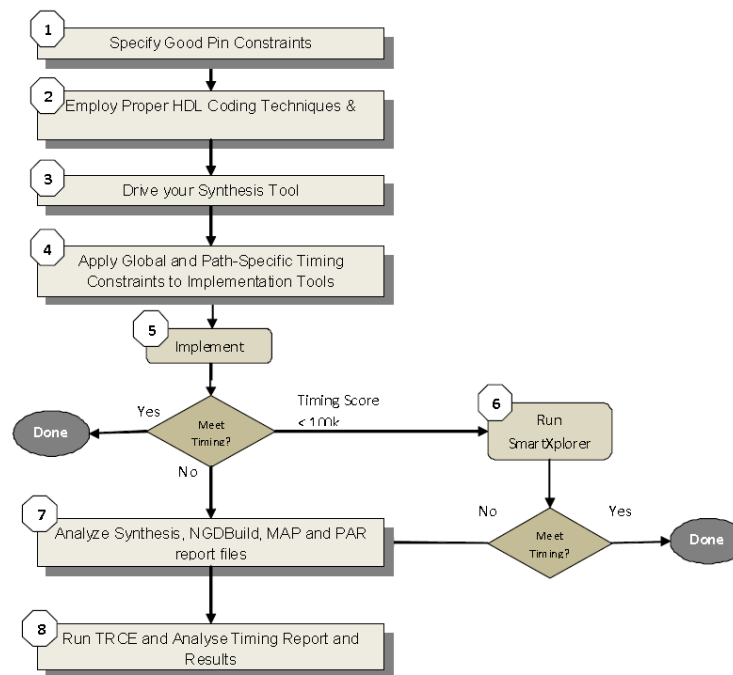 1
Specify Good Pin Constraints
2
Employ Proper HDL Coding Techniques &
3
Drive your Synthesis Tool
4
Apply Global and Path-Specific Timing
Constraints to Implementation Tools
5
Implement
Yes
Meet
Timing?
Timing Score
< 100k
Done
No
6
Run
SmartXplorer
7
Analyze Synthesis, NGDBuild, MAP and PAR
report files
No
Yes
Meet
Timing?
Done
8
Run TRCE and Analyse Timing Report and
Results